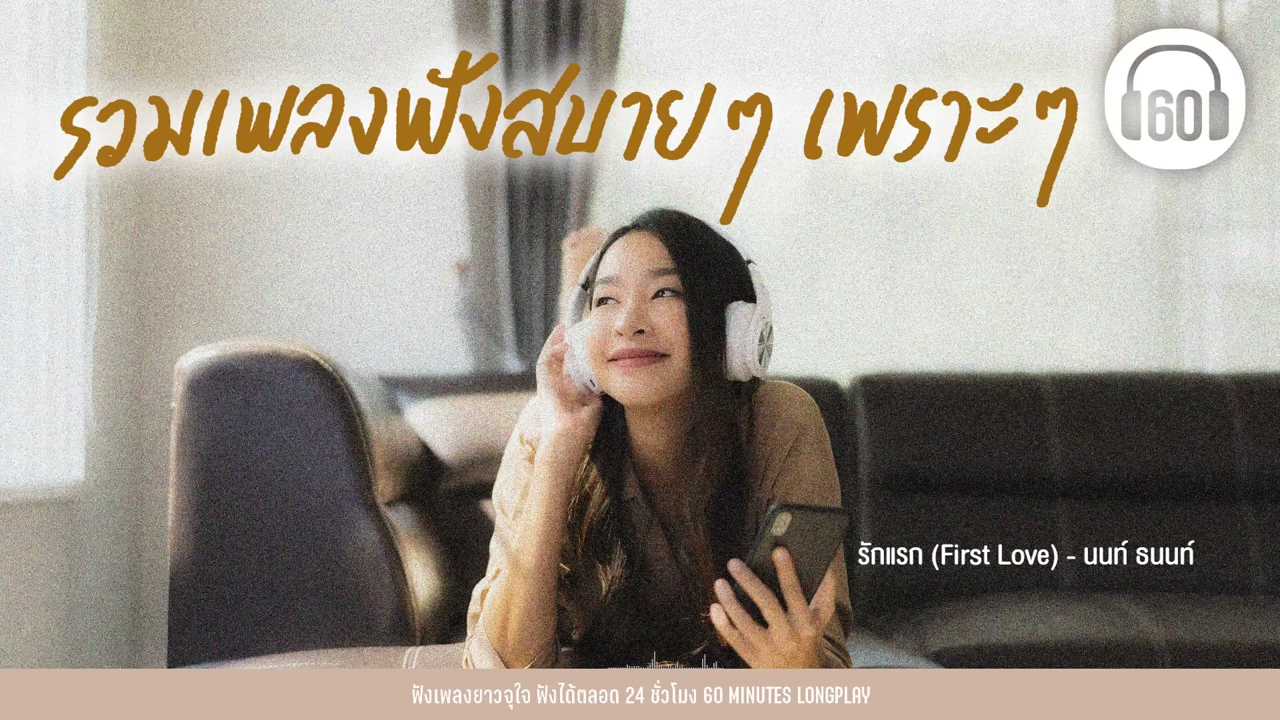 รวมเพลงฟังสบายๆ เพราะๆ
60
รักแรก (First Love) - นนท์ ธนนท์
ฟังเพลงยาวจุใจ ฟังได้ตลอด 24 ชั่วโมง 60 MINUTES LONGPLAY